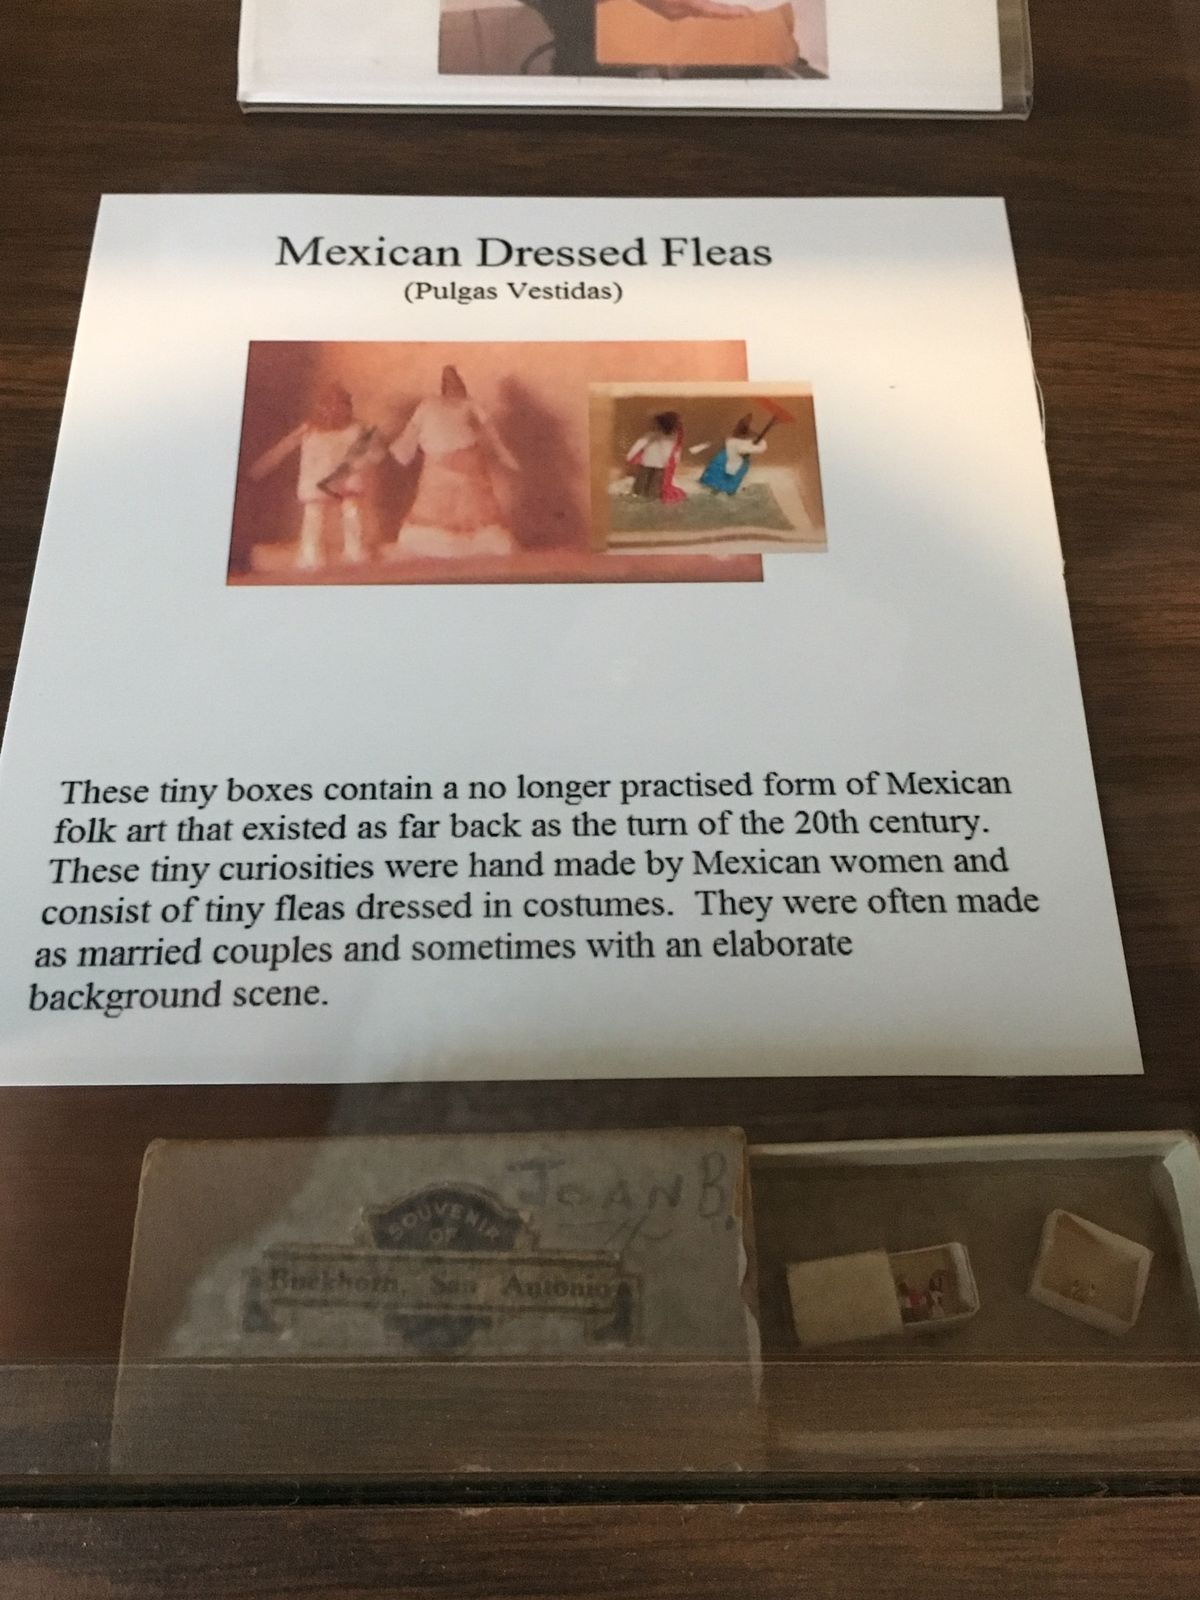 Mexican Dressed Fleas
(Pulgas Vestidas)
These tiny boxes contain a no longer practised form of Mexican
folk art that existed as far back as the turn of the 20th century.
These tiny curiosities were hand made by Mexican women and
consist of tiny fleas dressed in costumes. They were often made
as married couples and sometimes with an elaborate
background scene.
JOAN B.
SOUVENIR
OF
Buckhorn, San Antonio